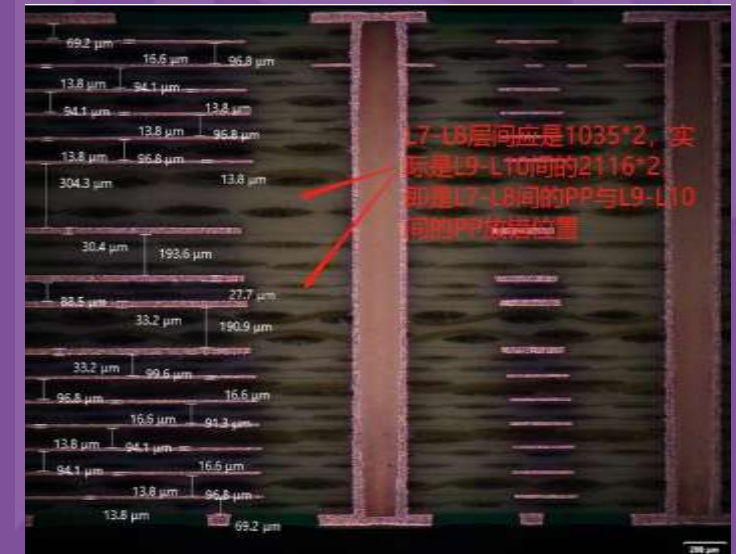 69.2 μm
16.6 μm
96.8 μm
13.8 μm
94.1 μm
94.1 μm
13.8 μm
13.8 μm
96.8 μm
13.8 μm
96.8 μm
13.8 μm
304.3 μm
L7-L8层间应是1035*2, 实
际是L9-L10间的2116*2,
即是L7-L8间的PP与L9-L10
间的PP放错位置
30.4 μm
193.6 μm
27.7 μm
88.5 μm
33.2 μm
190.9 μm
33.2 μm
99.6 μm
96.8 μm
16.6 μm
16.6 μm
91.3 μm
13.8 μm
94.1 μm
94.1 μm
16.6 μm
13.8 μm
96.8 μm
13.8 μm
69.2 μm
200 μm